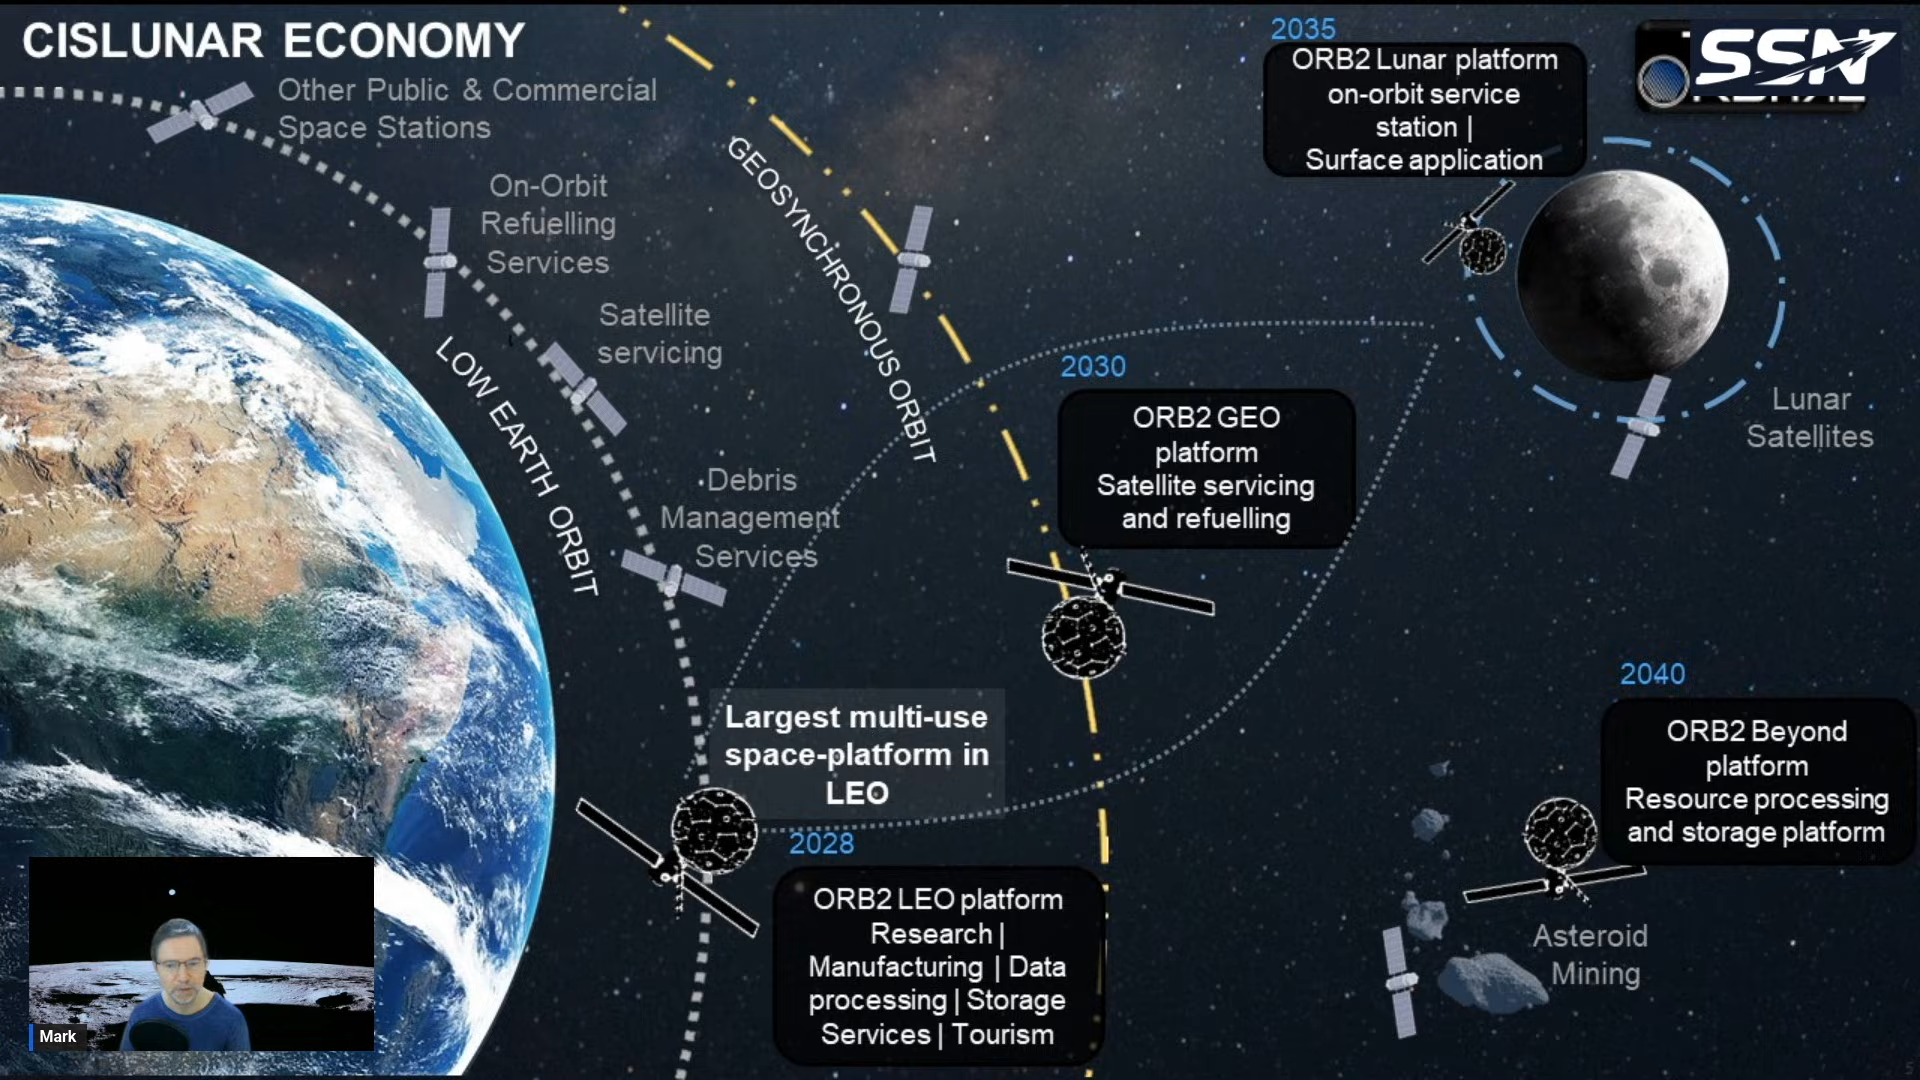 CISLUNAR ECONOMY
Other Public & Commercial
Space Stations
On-Orbit
Refuelling
Services
Satellite
servicing
Debris
Management
Services
LOW EARTH ORBIT
GEOSYNCHRONOUS ORBIT
2035
ORB2 Lunar platform
on-orbit service
station |
Surface application
SSN
Lunar
Satellites
2030
ORB2 GEO
platform
Satellite servicing
and refuelling
Largest multi-use
space-platform in
LEO
2028
ORB2 LEO platform
Research |
Manufacturing | Data
processing | Storage
Services | Tourism
2040
ORB2 Beyond
platform
Resource processing
and storage platform
Asteroid
Mining
Mark
5